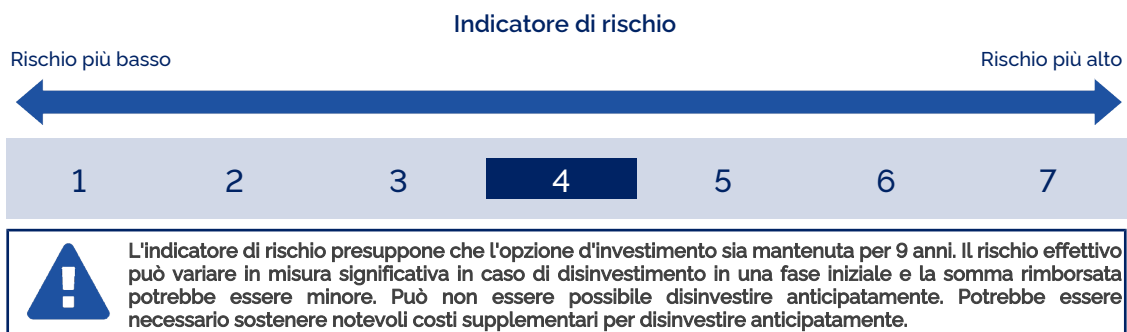 Indicatore di rischio
Rischio più basso
Rischio più alto
1 2 3 4 5 6 7
L'indicatore di rischio presuppone che l'opzione d'investimento sia mantenuta per 9 anni. Il rischio effettivo
può variare in misura significativa in caso di disinvestimento in una fase iniziale e la somma rimborsata
potrebbe essere minore. Può non essere possibile disinvestire anticipatamente. Potrebbe essere
necessario sostenere notevoli costi supplementari per disinvestire anticipatamente.